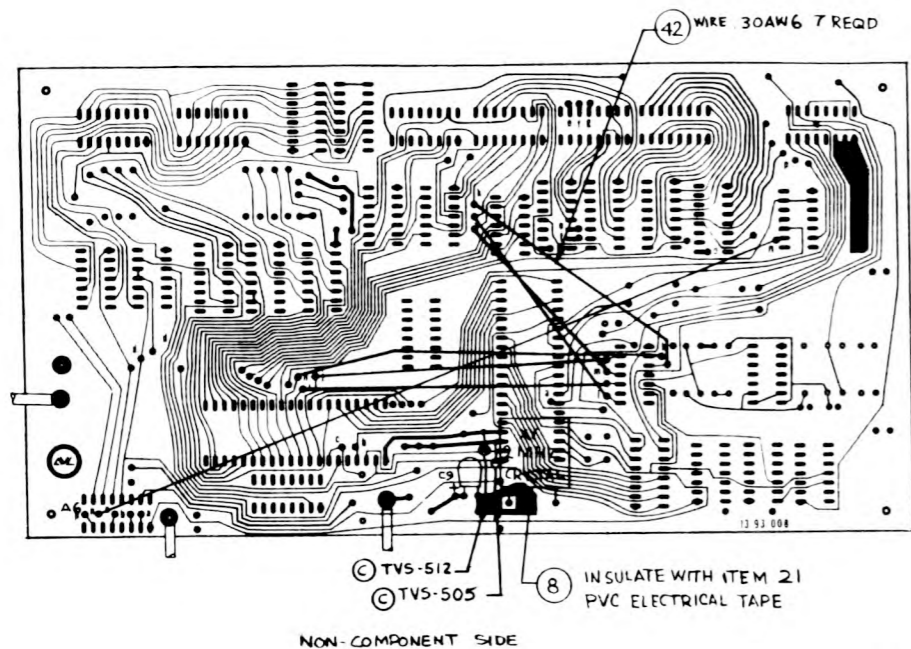 42 WIRE 30AWG 7 REQD
C9
CRYSTAL
A6
13 93 008
C TVS-512
C TVS-505
8 INSULATE WITH ITEM 21
PVC ELECTRICAL TAPE
NON-COMPONENT SIDE